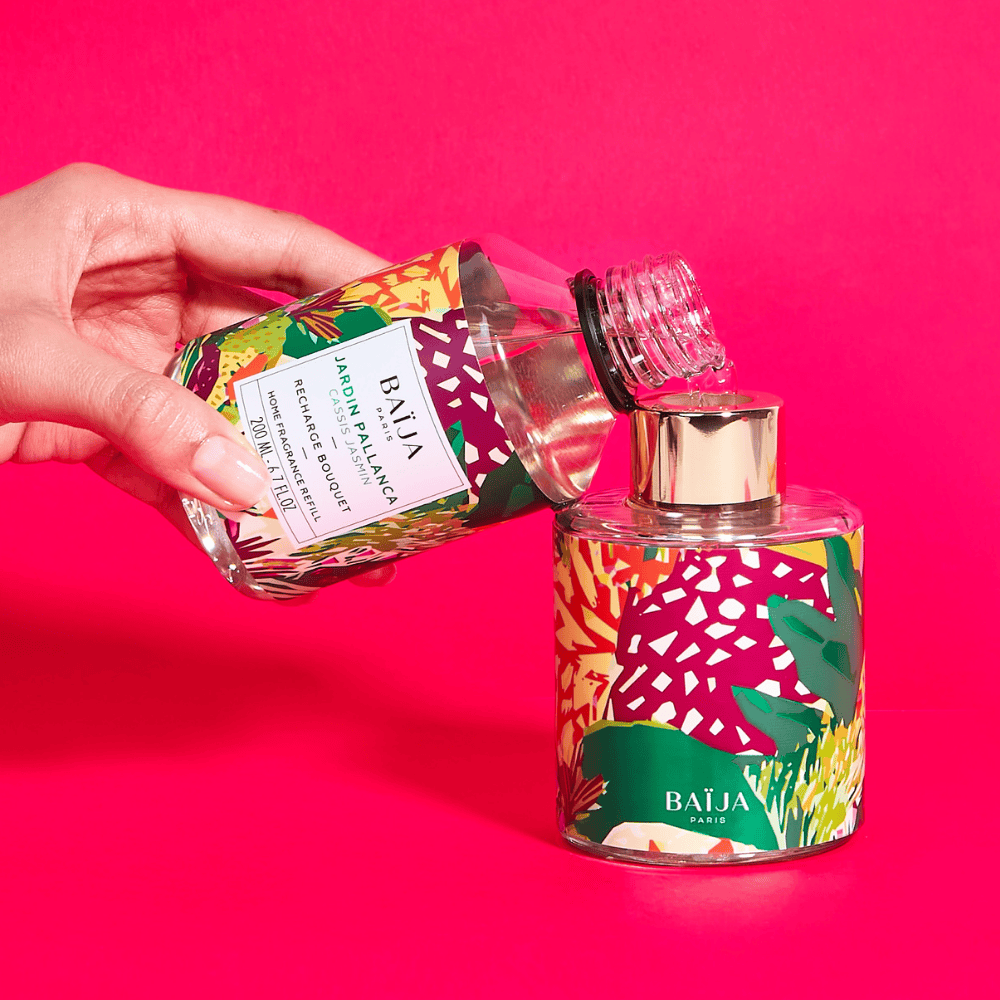 BAÏJA
PARIS
JARDIN PALLANCA
CASSIS JASMIN
RECHARGE BOUQUET
HOME FRAGRANCE REFILL
200 ML - 6.7 FL.OZ
BAÏJA
PARIS